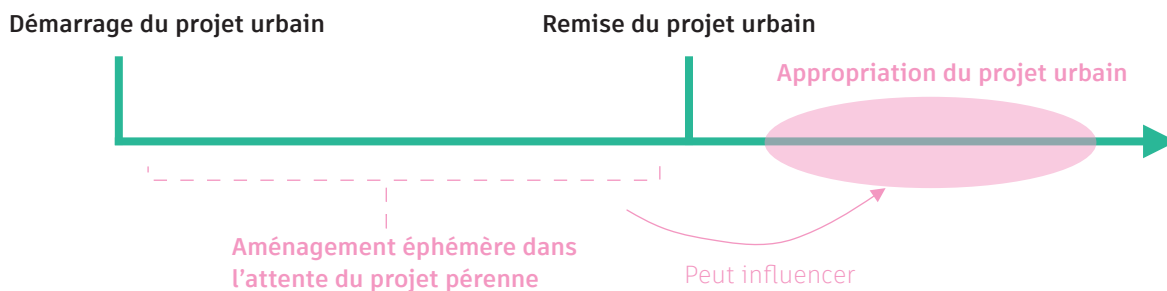 Démarrage du projet urbain
Remise du projet urbain
Appropriation du projet urbain
Aménagement éphémère dans
l'attente du projet pérenne
Peut influencer